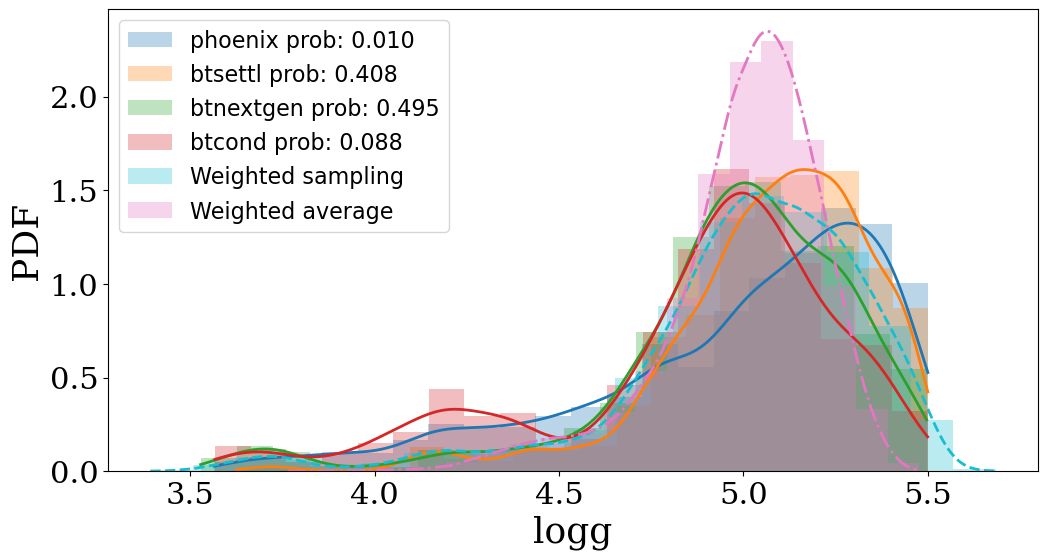 phoenix prob: 0.010
btsettl prob: 0.408
btnextgen prob: 0.495
btcond prob: 0.088
Weighted sampling
Weighted average
PDF
2.0
1.5
1.0
0.5
0.0
3.5 4.0 4.5 5.0 5.5
logg